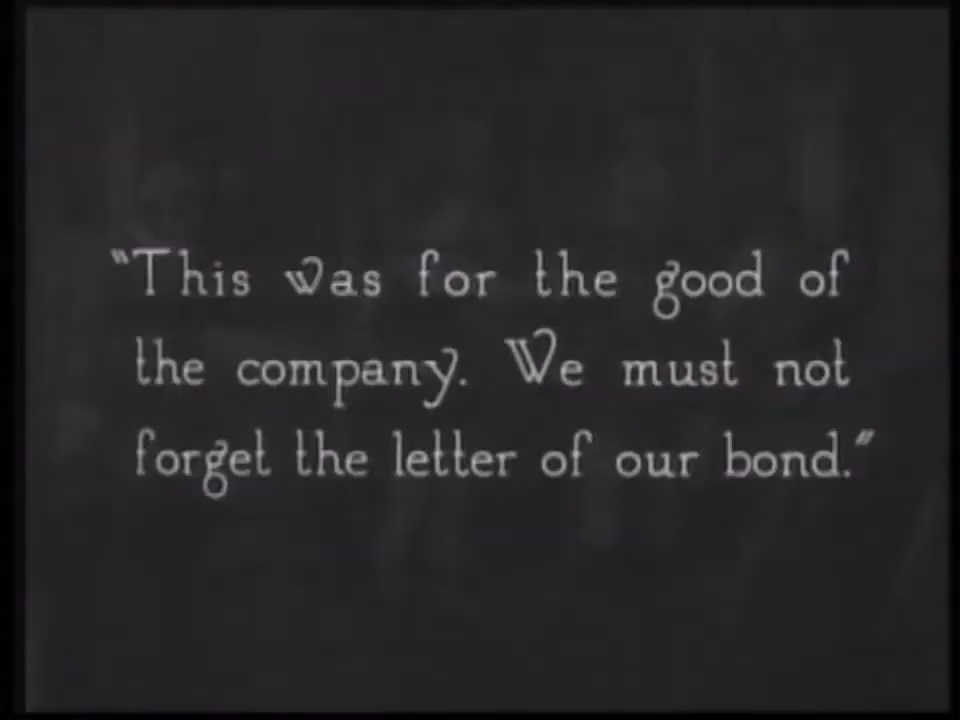 "This was for the good of
the company. We must not
forget the letter of our bond."